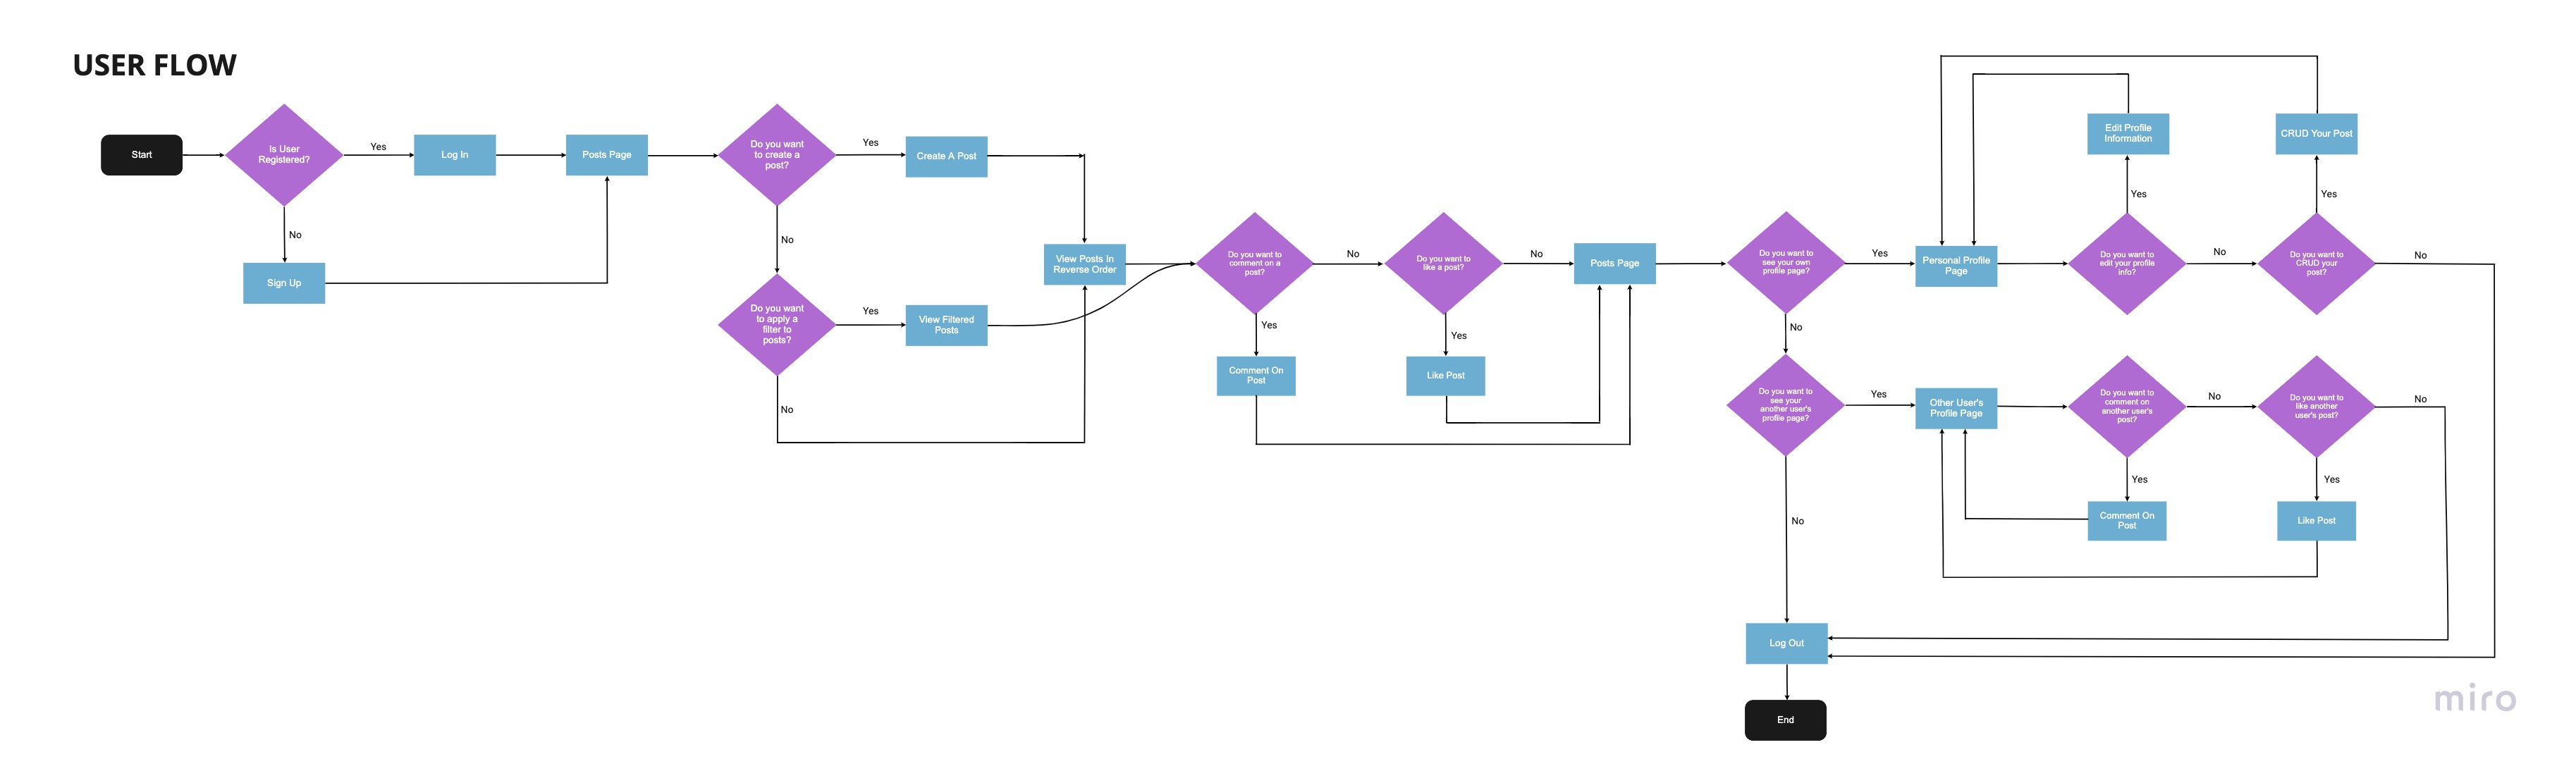 USER FLOW
Start
Is User
Registered?
Yes
Log In
Posts Page
No
Sign Up
Do you want
to create a
post?
Yes
Create A Post
No
Do you want
to apply a
filter to
posts?
Yes
View Filtered
Posts
No
View Posts In
Reverse Order
Do you want to
comment on a
post?
No
Yes
Comment On
Post
Do you want to
like a post?
No
Yes
Like Post
Posts Page
Do you want to
see your own
profile page?
Yes
No
Personal Profile
Page
Do you want to
edit your profile
info?
Yes
Edit Profile
Information
No
Do you want to
CRUD your
post?
Yes
CRUD Your Post
No
Do you want to
see your
another user's
profile page?
Yes
No
Other User's
Profile Page
Do you want to
comment on
another user's
post?
No
Yes
Comment On
Post
Do you want to
like another
user's post?
No
Yes
Like Post
Log Out
End
miro